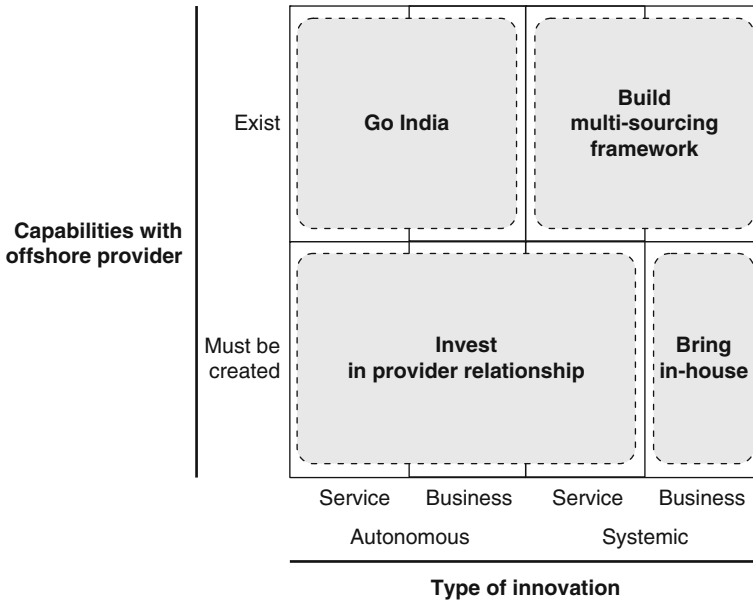 Exist
Go India
Build
multi-sourcing
framework
Capabilities with
offshore provider
Must be
created
Invest
in provider relationship
Bring
in-house
Service Business Service Business
Autonomous Systemic
Type of innovation